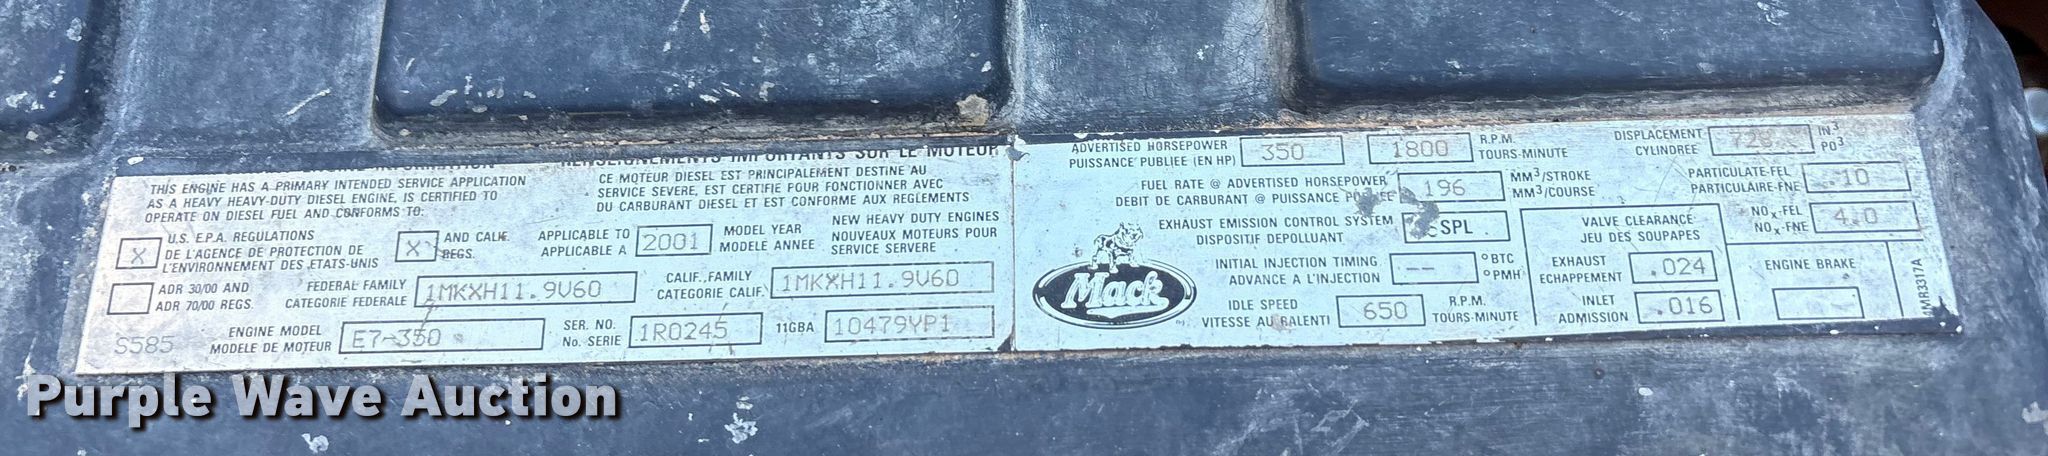 RENSEIGNEMENTS IMPORTANTS SUR LE MOTEUR
THIS ENGINE HAS A PRIMARY INTENDED SERVICE APPLICATION
AS A HEAVY HEAVY-DUTY DIESEL ENGINE, IS CERTIFIED TO
OPERATE ON DIESEL FUEL AND CONFORMS TO:
CE MOTEUR DIESEL EST PRINCIPALEMENT DESTINE AU
SERVICE SEVERE, EST CERTIFIE POUR FONCTIONNER AVEC
DU CARBURANT DIESEL ET EST CONFORME AUX REGLEMENTS
X U.S. E.P.A. REGULATIONS
DE L'AGENCE DE PROTECTION DE
L'ENVIRONNEMENT DES ETATS-UNIS
X AND CALIF.
REGS.
APPLICABLE TO
APPLICABLE A
2001
MODEL YEAR
MODELE ANNEE
NEW HEAVY DUTY ENGINES
NOUVEAUX MOTEURS POUR
SERVICE SERVERE
ADR 30/00 AND
ADR 70/00 REGS.
FEDERAL FAMILY
CATEGORIE FEDERALE
1MKXH11.9V60
CALIF. FAMILY
CATEGORIE CALIF.
1MKXH11.9V60
S585
ENGINE MODEL
MODELE DE MOTEUR
E7-350
SER. NO.
No. SERIE
1R0245
11GBA
10479YP1
ADVERTISED HORSEPOWER
PUISSANCE PUBLIEE (EN HP)
350
1800
R.P.M.
TOURS-MINUTE
DISPLACEMENT
CYLINDREE
728
IN.³
PO³
FUEL RATE @ ADVERTISED HORSEPOWER
DEBIT DE CARBURANT @ PUISSANCE
196
MM³/STROKE
MM³/COURSE
PARTICULATE-FEL
PARTICULAIRE-FNE
.10
EXHAUST EMISSION CONTROL SYSTEM
DISPOSITIF DEPOLLUANT
SPL
VALVE CLEARANCE
JEU DES SOUPAPES
NOx-FEL
NOx-FNE
4.0
Mack
INITIAL INJECTION TIMING
ADVANCE A L'INJECTION
--
°BTC
°PMH
EXHAUST
ECHAPPEMENT
.024
ENGINE BRAKE
IDLE SPEED
VITESSE AU RALENTI
650
R.P.M.
TOURS-MINUTE
INLET
ADMISSION
.016
4MR3317A
Purple Wave Auction